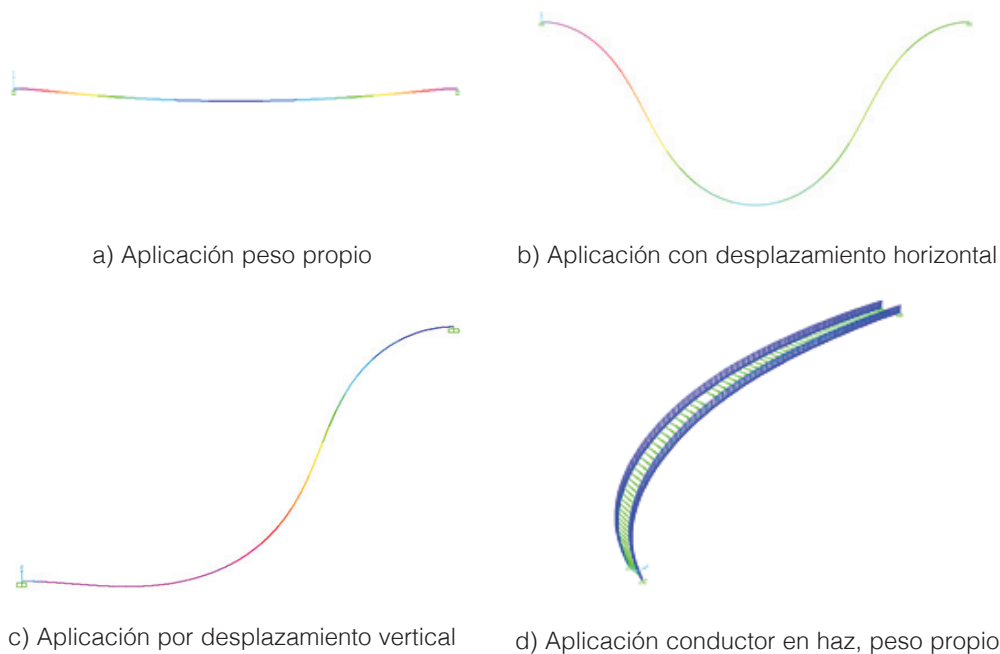 a) Aplicación peso propio
b) Aplicación con desplazamiento horizontal
c) Aplicación por desplazamiento vertical
d) Aplicación conductor en haz, peso propio